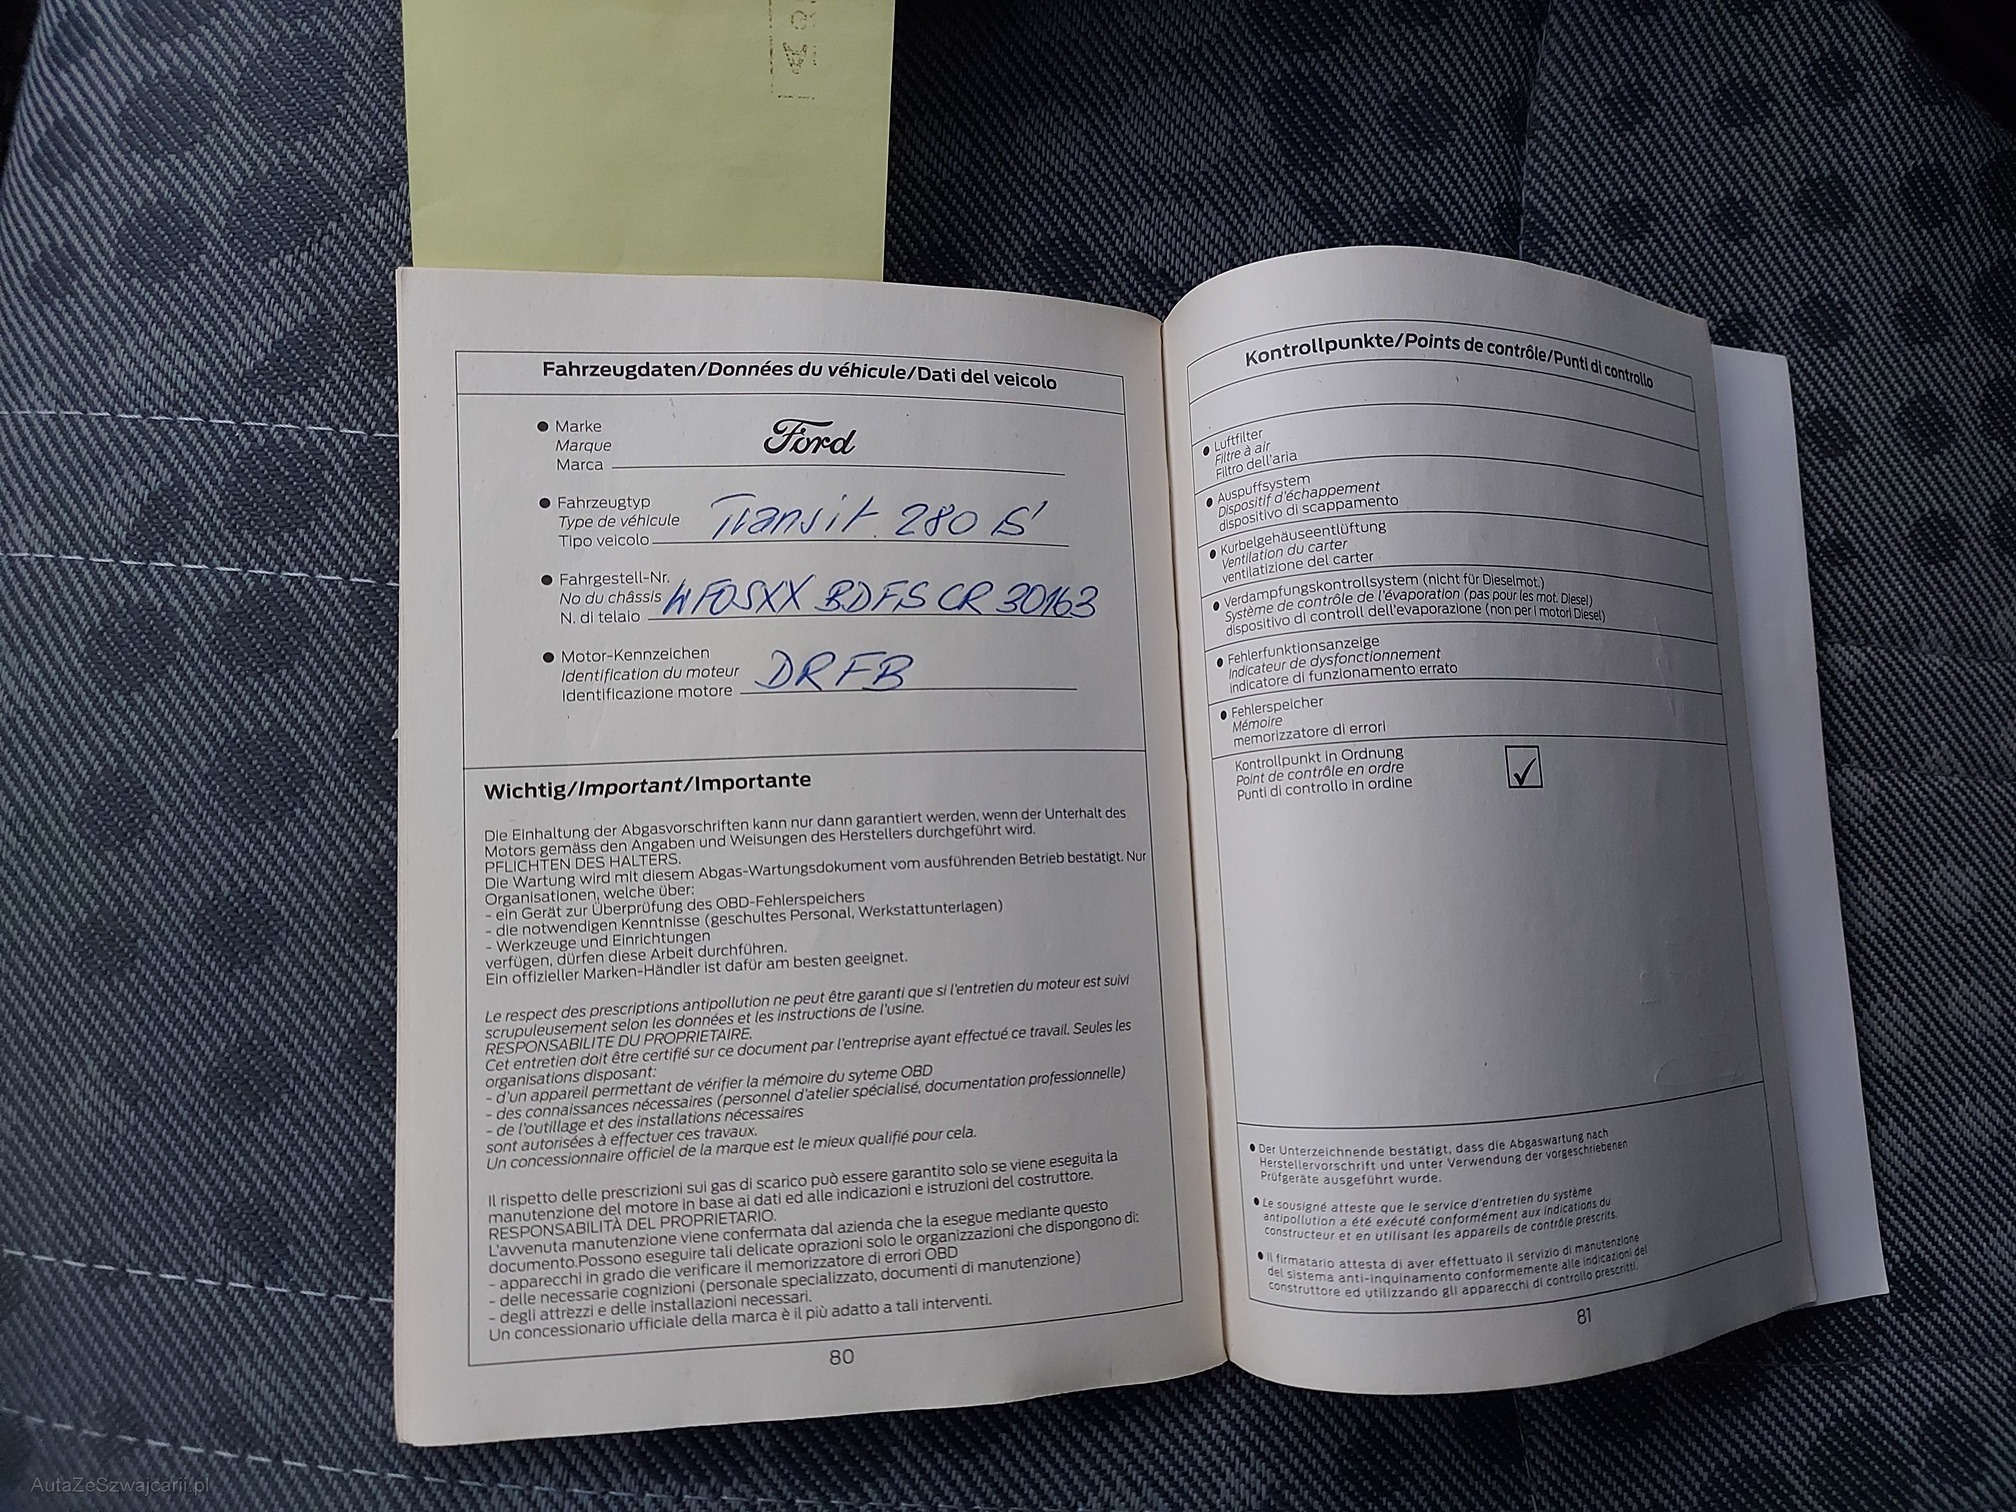 Fahrzeugdaten/Données du véhicule/Dati del veicolo
Marke
Marque
Marca
Ford
Fahrzeugtyp
Type de véhicule
Tipo veicolo
Transit 280 S
Fahrgestell-Nr.
No du châssis
N. di telaio
WFOSXX BDFS CR 30163
Motor-Kennzeichen
Identification du moteur
Identificazione motore
DRFB
Wichtig/Important/Importante
Die Einhaltung der Abgasvorschriften kann nur dann garantiert werden, wenn der Unterhalt des
Motors gemäss den Angaben und Weisungen des Herstellers durchgeführt wird.
PFLICHTEN DES HALTERS.
Die Wartung wird mit diesem Abgas-Wartungsdokument vom ausführenden Betrieb bestätigt. Nur
Organisationen, welche über:
- ein Gerät zur Überprüfung des OBD-Fehlerspeichers
- die notwendigen Kenntnisse (geschultes Personal, Werkstattunterlagen)
- Werkzeuge und Einrichtungen
verfügen, dürfen diese Arbeit durchführen.
Ein offizieller Marken-Händler ist dafür am besten geeignet.
Le respect des prescriptions antipollution ne peut être garanti que si l'entretien du moteur est suivi
scrupuleusement selon les données et les instructions de l'usine.
RESPONSABILITE DU PROPRIETAIRE.
Cet entretien doit être certifié sur ce document par l'entreprise ayant effectué ce travail. Seules les
organisations disposant:
- d'un appareil permettant de vérifier la mémoire du syteme OBD
- des connaissances nécessaires (personnel d'atelier spécialisé, documentation professionnelle)
- de l'outillage et des installations nécessaires
sont autorisées à effectuer ces travaux.
Un concessionnaire officiel de la marque est le mieux qualifié pour cela.
Il rispetto delle prescrizioni sui gas di scarico può essere garantito solo se viene eseguita la
manutenzione del motore in base ai dati ed alle indicazioni e istruzioni del costruttore.
RESPONSABILITÀ DEL PROPRIETARIO.
L'avvenuta manutenzione viene confermata dal azienda che la esegue mediante questo
documento.Possono eseguire tali delicate oprazioni solo le organizzazioni che dispongono di:
- apparecchi in grado die verificare il memorizzatore di errori OBD
- delle necessarie cognizioni (personale specializzato, documenti di manutenzione)
- degli attrezzi e delle installazioni necessari.
Un concessionario ufficiale della marca è il più adatto a tali interventi.
80
Kontrollpunkte/Points de contrôle/Punti di controllo
Luftfilter
Filtre à air
Filtro dell'aria
Auspuffsystem
Dispositif d'échappement
dispositivo di scappamento
Kurbelgehäuseentlüftung
Ventilation du carter
ventilatizione del carter
Verdampfungskontrollsystem (nicht für Dieselmot.)
Système de contrôle de l'évaporation (pas pour les mot. Diesel)
dispositivo di controll dell'evaporazione (non per i motori Diesel)
Fehlerfunktionsanzeige
Indicateur de dysfonctionnement
indicatore di funzionamento errato
Fehlerspeicher
Mémoire
memorizzatore di errori
Kontrollpunkt in Ordnung
Point de contrôle en ordre
Punti di controllo in ordine
Der Unterzeichnende bestätigt, dass die Abgaswartung nach
Herstellervorschrift und unter Verwendung der vorgeschriebenen
Prüfgeräte ausgeführt wurde.
Le sousigné atteste que le service d'entretien du système
antipollution a été exécuté conformément aux indications du
constructeur et en utilisant les appareils de contrôle prescrits.
Il firmatario attesta di aver effettuato il servizio di manutenzione
del sistema anti-inquinamento conformemente alle indicazioni del
construttore ed utilizzando gli apparecchi di controllo prescritti.
81
AutaZeSzwajcarii.pl